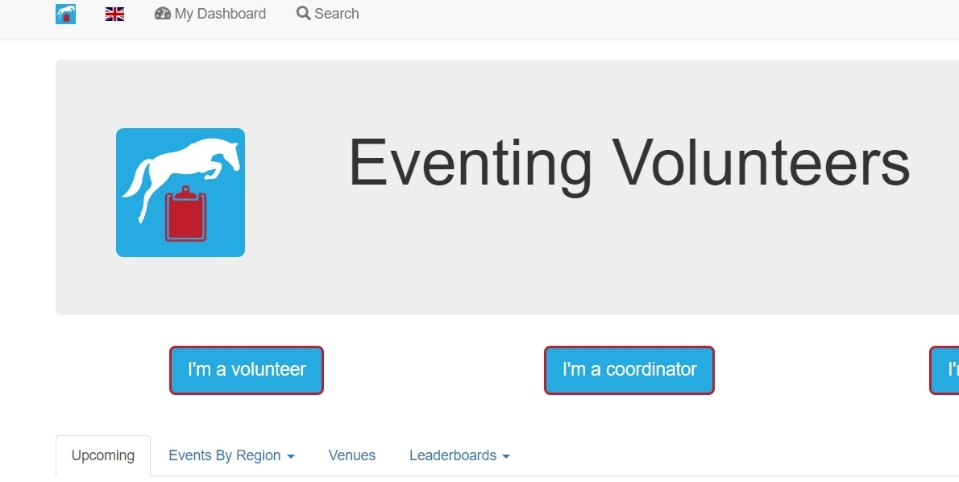 My Dashboard Search
Eventing Volunteers
I'm a volunteer I'm a coordinator
Upcoming Events By Region Venues Leaderboards